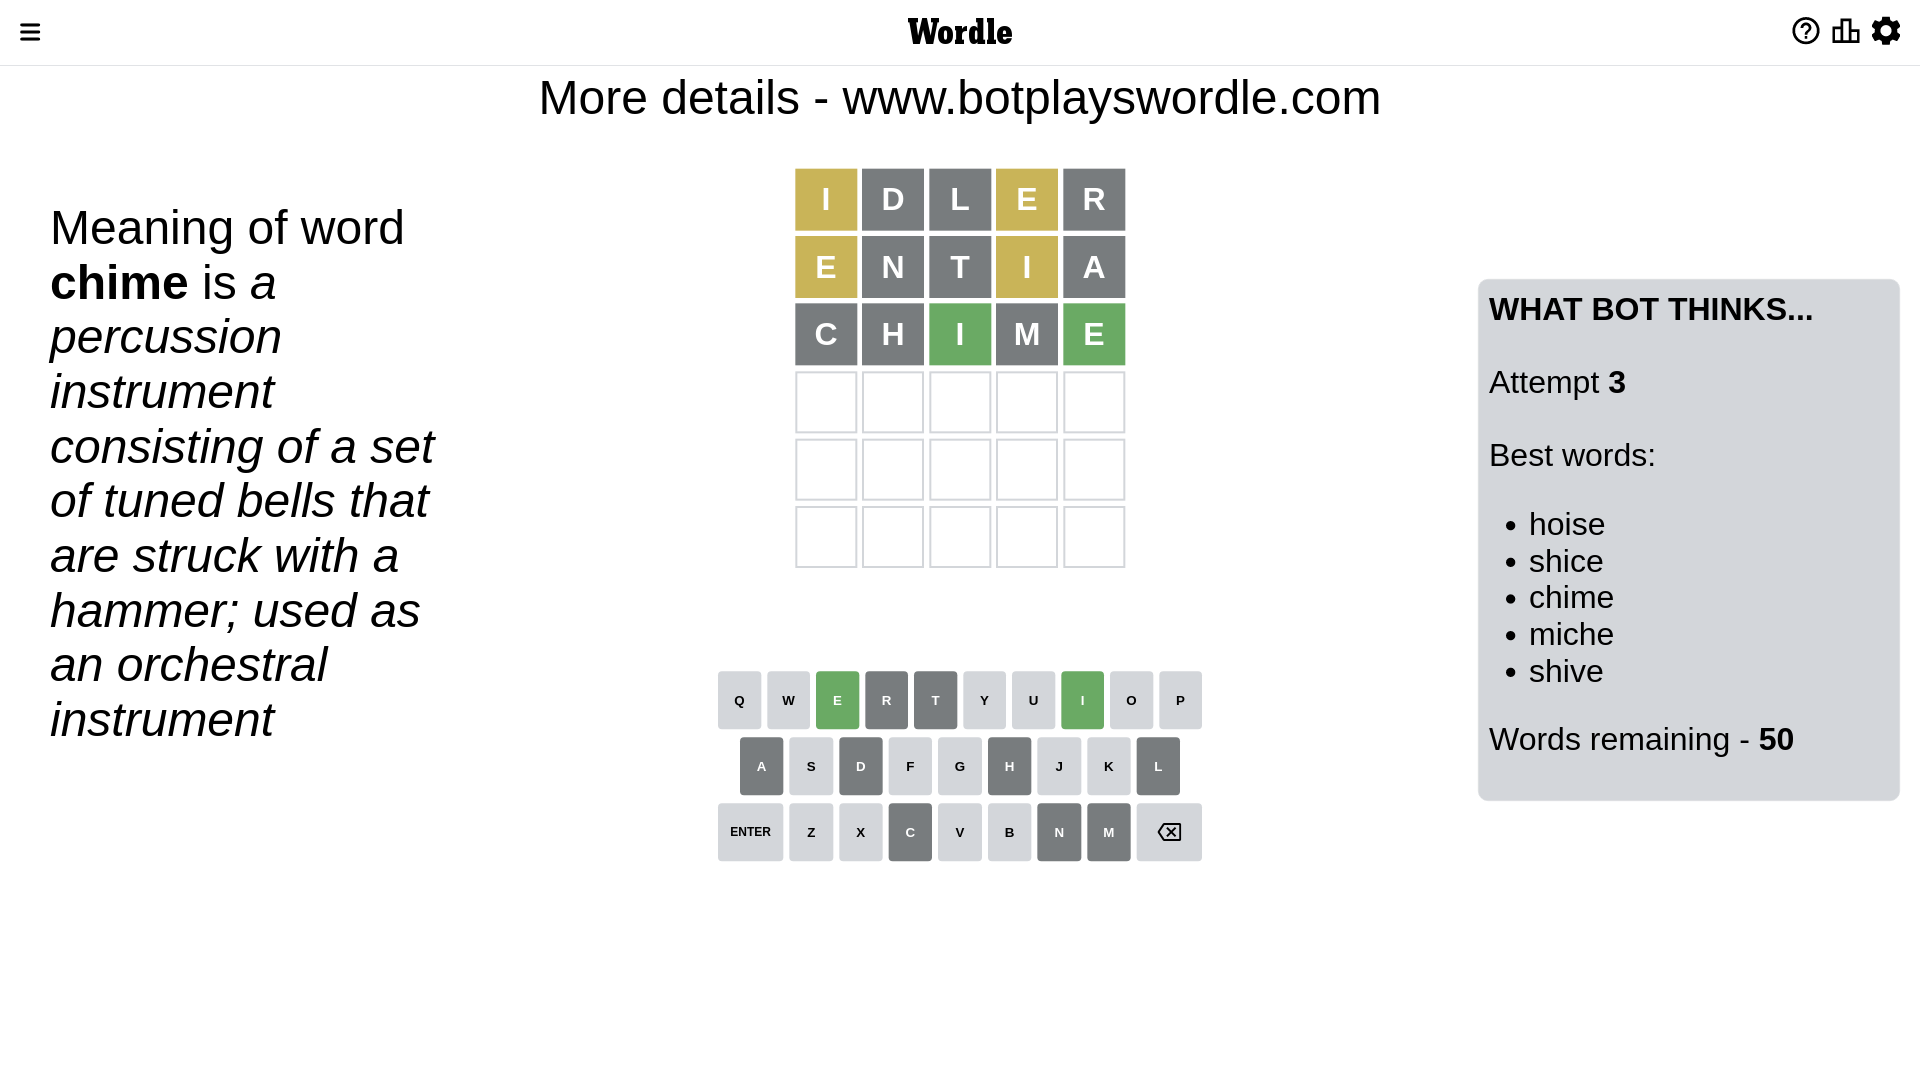 Wordle
More details - www.botplayswordle.com
Meaning of word
chime is a
percussion
instrument
consisting of a set
of tuned bells that
are struck with a
hammer; used as
an orchestral
instrument
I D L E R
E N T I A
C H I M E
Q W E R T Y U I O P
A S D F G H J K L
ENTER Z X C V B N M
WHAT BOT THINKS...
Attempt 3
Best words:
• hoise
• shice
• chime
• miche
• shive
Words remaining - 50